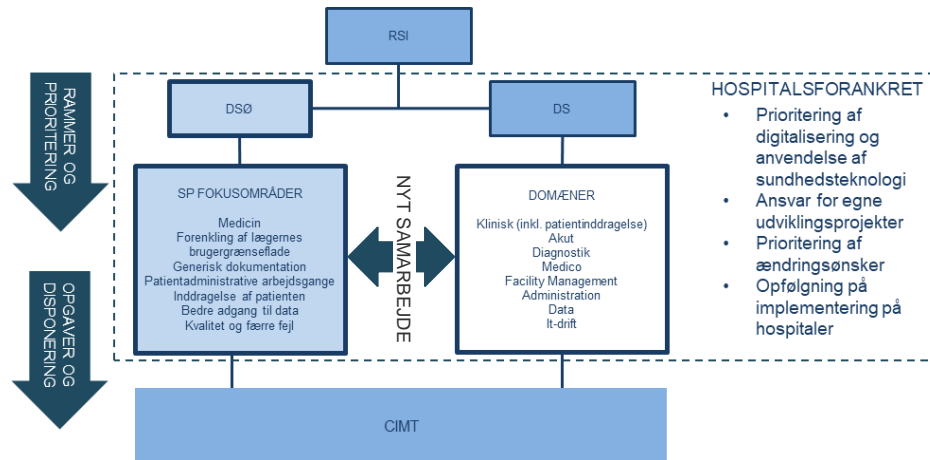 RSI
RAMMER OG
PRIORITERING
DSØ
DS
SP FOKUSOMRÅDER
Medicin
Forenkling af lægernes
brugergrænseflade
Generisk dokumentation
Patientadministrative arbejdsgange
Inddragelse af patienten
Bedre adgang til data
Kvalitet og færre fejl
NYT SAMARBEJDE
DOMÆNER
Klinisk (inkl. patientinddragelse)
Akut
Diagnostik
Medico
Facility Management
Administration
Data
It-drift
HOSPITALSFORANKRET
• Prioritering af
digitalisering og
anvendelse af
sundhedsteknologi
• Ansvar for egne
udviklingsprojekter
• Prioritering af
ændringsønsker
• Opfølgning på
implementering på
hospitaler
OPGAVER OG
DISPONERING
CIMT